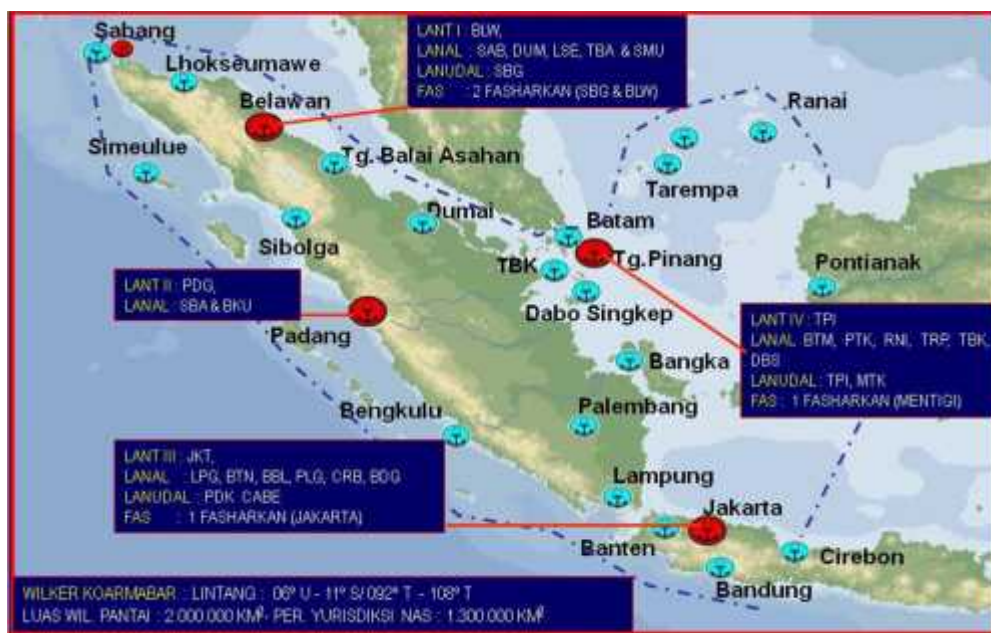 Sabang
Lhokseumawe
Belawan
Simeulue
Tg. Balai Asahan
Dumai
Sibolga
LANT I : BLW,
LANAL : SAB, DUM, LSE, TBA & SMU
LANUDAL : SBG
FAS : 2 FASHARKAN (SBG & BLW)
Ranai
Tarempa
Batam
Tg.Pinang
TBK
Dabo Singkep
Pontianak
LANT II : PDG,
LANAL : SBA & BKU
Padang
Bangka
LANT IV : TPI
LANAL BTM, PTK, RNI, TRP, TBK,
DBS
LANUDAL : TPI, MTK
FAS : 1 FASHARKAN (MENTIGI)
Bengkulu
Palembang
LANT III : JKT,
LANAL : LPG, BTN, BBL, PLG, CRB, BDG
LANUDAL : PDK CABE
FAS : 1 FASHARKAN (JAKARTA)
Lampung
Jakarta
Banten
Cirebon
Bandung
WILKER KOARMABAR : LINTANG : 06º U - 11º S/ 092º T - 108º T
LUAS WIL. PANTAI : 2.000.000 KM²- PER. YURISDIKSI NAS : 1.300.000 KM²